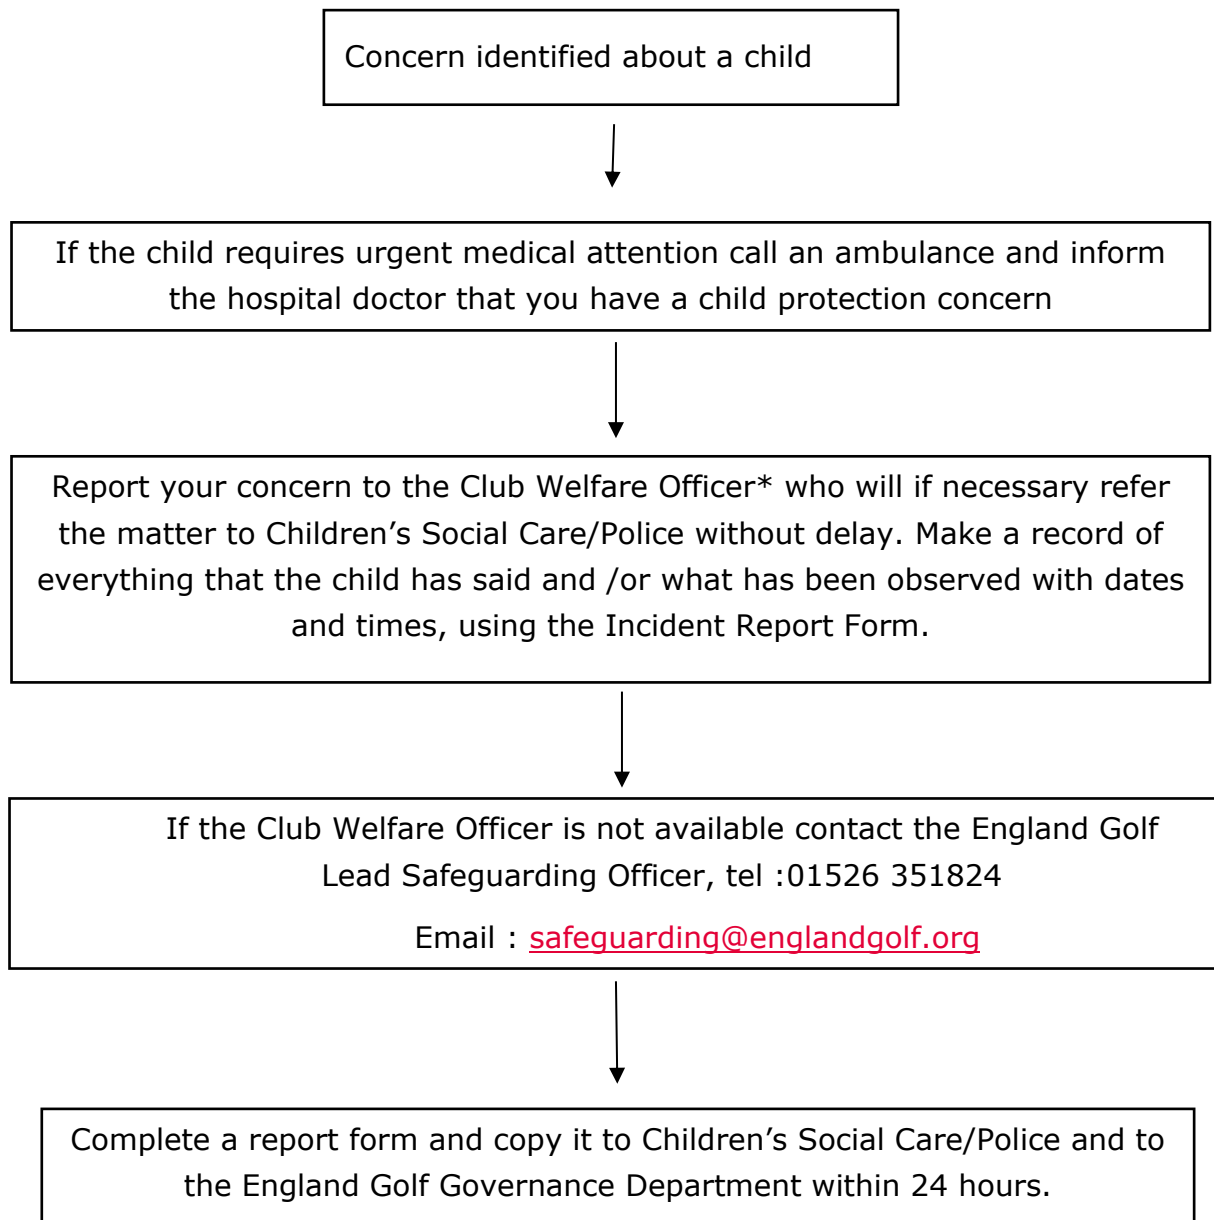 Concern identified about a child
If the child requires urgent medical attention call an ambulance and inform
the hospital doctor that you have a child protection concern
Report your concern to the Club Welfare Officer* who will if necessary refer
the matter to Children’s Social Care/Police without delay. Make a record of
everything that the child has said and /or what has been observed with dates
and times, using the Incident Report Form.
If the Club Welfare Officer is not available contact the England Golf
Lead Safeguarding Officer, tel :01526 351824
Email : safeguarding@englandgolf.org
Complete a report form and copy it to Children’s Social Care/Police and to
the England Golf Governance Department within 24 hours.